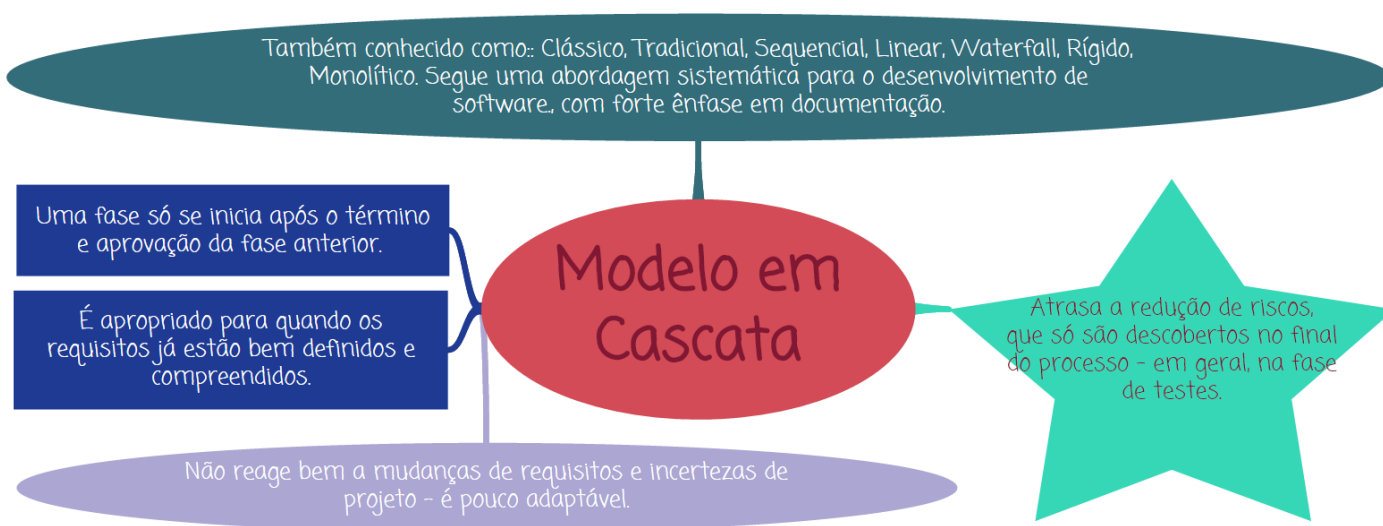 Também conhecido como:: Clássico, Tradicional, Sequencial, Linear, Waterfall, Rígido,
Monolítico. Segue uma abordagem sistemática para o desenvolvimento de
software., com forte ênfase em documentação.
Uma fase só se inicia após o término
e aprovação da fase anterior.
É apropriado para quando os
requisitos já estão bem definidos e
compreendidos.
Modelo em
Cascata
Atrasa a redução de riscos,
que só são descobertos no final
do processo - em geral, na fase
de testes.
Não reage bem a mudanças de requisitos e incertezas de
projeto - é pouco adaptável.